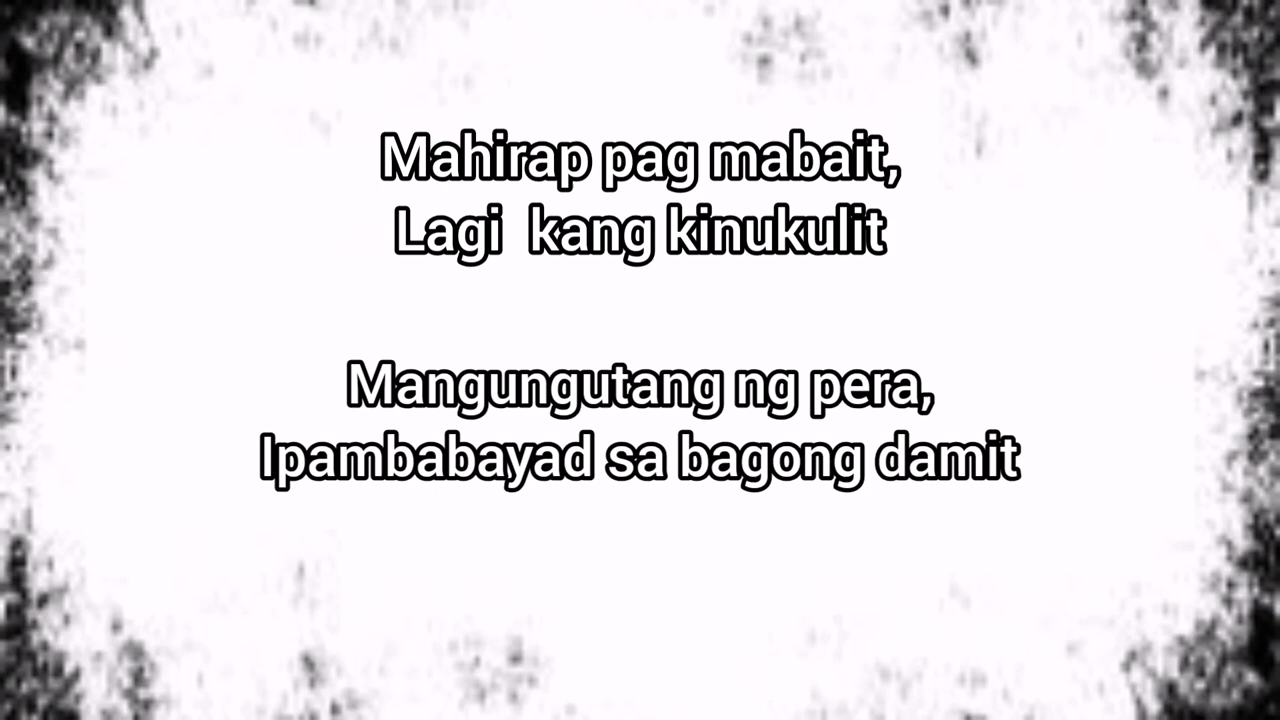 Mahirap pag mabait,
Lagi kang kinukulit
Mangungutang ng pera,
Ipambabayad sa bagong damit